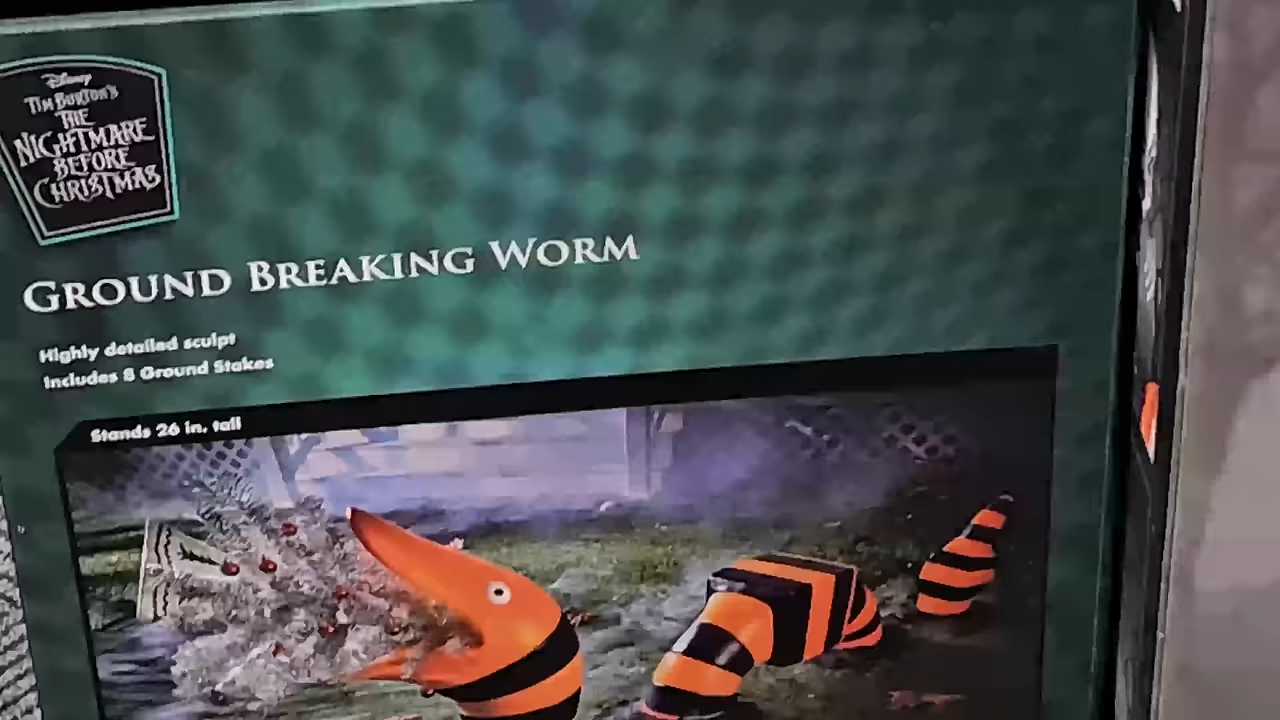 Disney
TIM BURTON'S
THE
NIGHTMARE
BEFORE
CHRISTMAS
GROUND BREAKING WORM
Highly detailed sculpt
Includes 8 Ground Stakes
Stands 26 in. tall